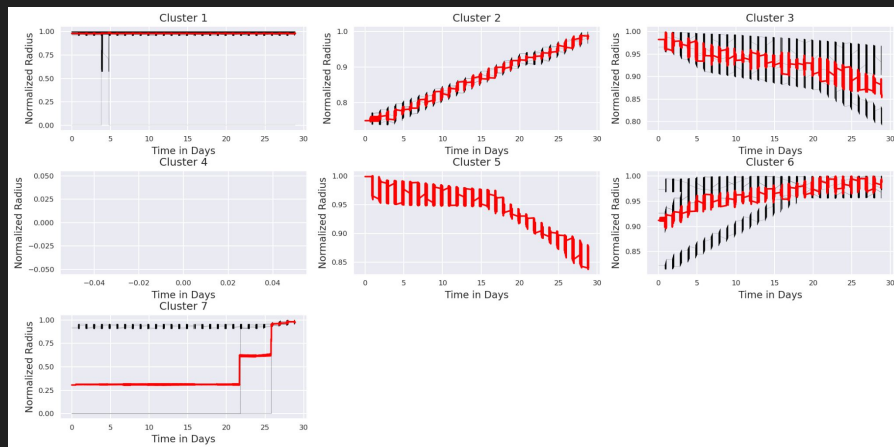 Cluster 1
Normalized Radius
1.00
0.75
0.50
0.25
0.00
0 5 10 15 20 25 30
Time in Days
Cluster 2
Normalized Radius
1.0
0.9
0.8
0 5 10 15 20 25 30
Time in Days
Cluster 3
Normalized Radius
1.00
0.95
0.90
0.85
0.80
0 5 10 15 20 25 30
Time in Days
Cluster 4
Normalized Radius
0.050
0.025
0.000
−0.025
−0.050
−0.04 −0.02 0.00 0.02 0.04
Time in Days
Cluster 5
Normalized Radius
1.00
0.95
0.90
0.85
0 5 10 15 20 25 30
Time in Days
Cluster 6
Normalized Radius
1.00
0.95
0.90
0.85
0 5 10 15 20 25 30
Time in Days
Cluster 7
Normalized Radius
1.00
0.75
0.50
0.25
0.00
0 5 10 15 20 25 30
Time in Days